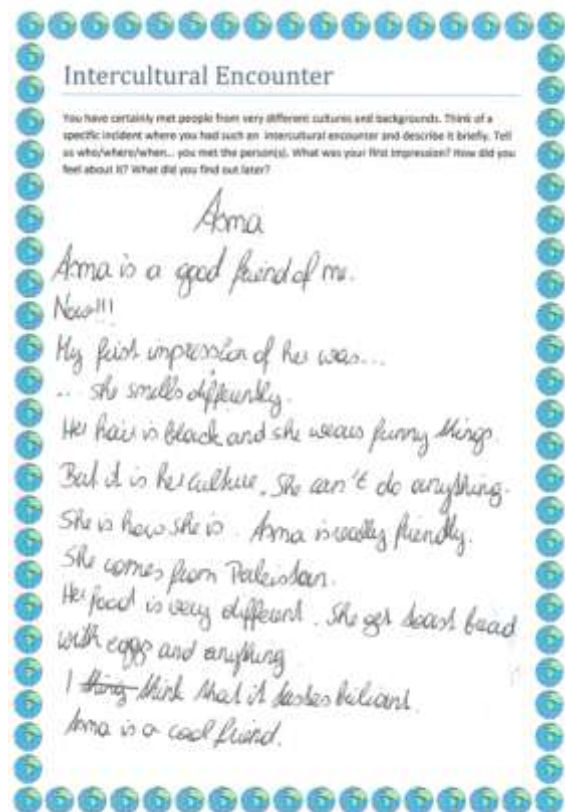 Intercultural Encounter
You have certainly met people from very different cultures and backgrounds. Think of a
specific incident where you had such an intercultural encounter and describe it briefly. Tell
us who/where/when... you met the person(s). What was your first impression? How did you
feel about it? What did you find out later?
Asma
Asma is a good friend of me.
Now!!!
My first impression of her was...
... she smells differently.
Her hair is black and she wears funny things.
But it is her culture. She can't do anything.
She is how she is. Asma is really friendly.
She comes from Pakistan.
Her food is very different. She get toast bread
with eggs and anything
I thing think that it tastes briliant.
Asma is a cool friend.